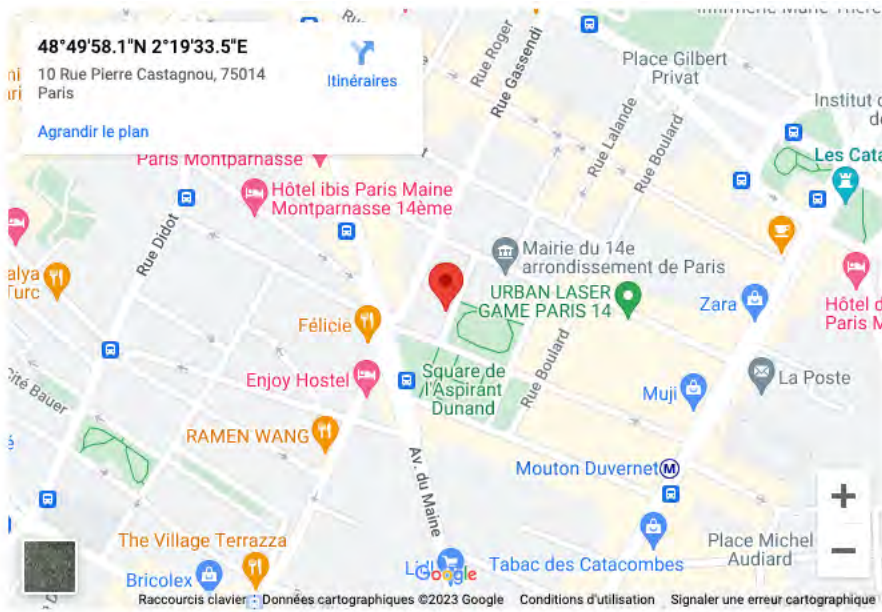 48°49'58.1"N 2°19'33.5"E
10 Rue Pierre Castagnou, 75014
Paris
Itinéraires
Agrandir le plan
Rue Roger
Rue Gassendi
Place Gilbert
Privat
Rue Lalande
Rue Boulard
Institut
Les Cata
Paris Montparnasse
Hôtel ibis Paris Maine
Montparnasse 14ème
Rue Didot
Mairie du 14e
arrondissement de Paris
alya
Turc
URBAN LASER
GAME PARIS 14
Zara
Hôtel d
Paris M
Félicie
Enjoy Hostel
Square de
l'Aspirant
Dunand
Rue Boulard
Muji
La Poste
Cité Bauer
RAMEN WANG
Av. du Maine
Mouton Duvernet
M
The Village Terrazza
Bricolex
Lidl
Google
Tabac des Catacombes
Place Michel
Audiard
+
−
Raccourcis clavier Données cartographiques ©2023 Google Conditions d'utilisation Signaler une erreur cartographique